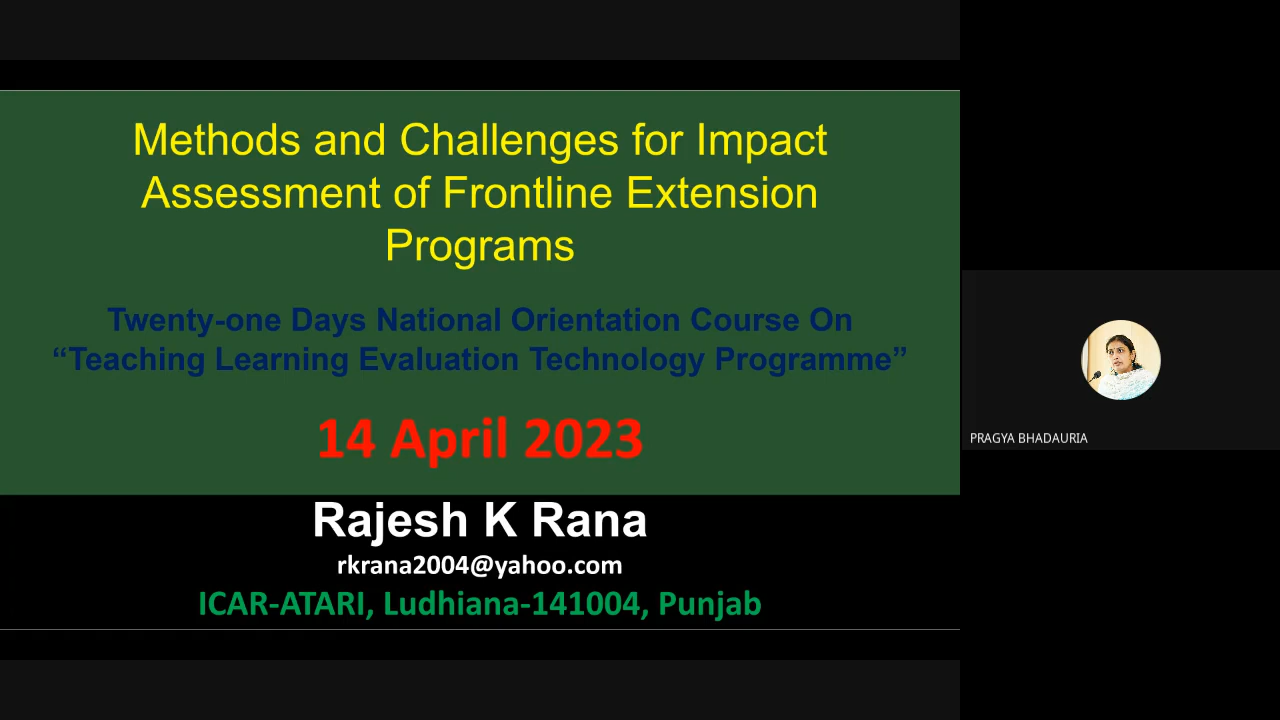 Methods and Challenges for Impact
Assessment of Frontline Extension
Programs
Twenty-one Days National Orientation Course On
“Teaching Learning Evaluation Technology Programme”
14 April 2023
Rajesh K Rana
rkrana2004@yahoo.com
ICAR-ATARI, Ludhiana-141004, Punjab
PRAGYA BHADAURIA